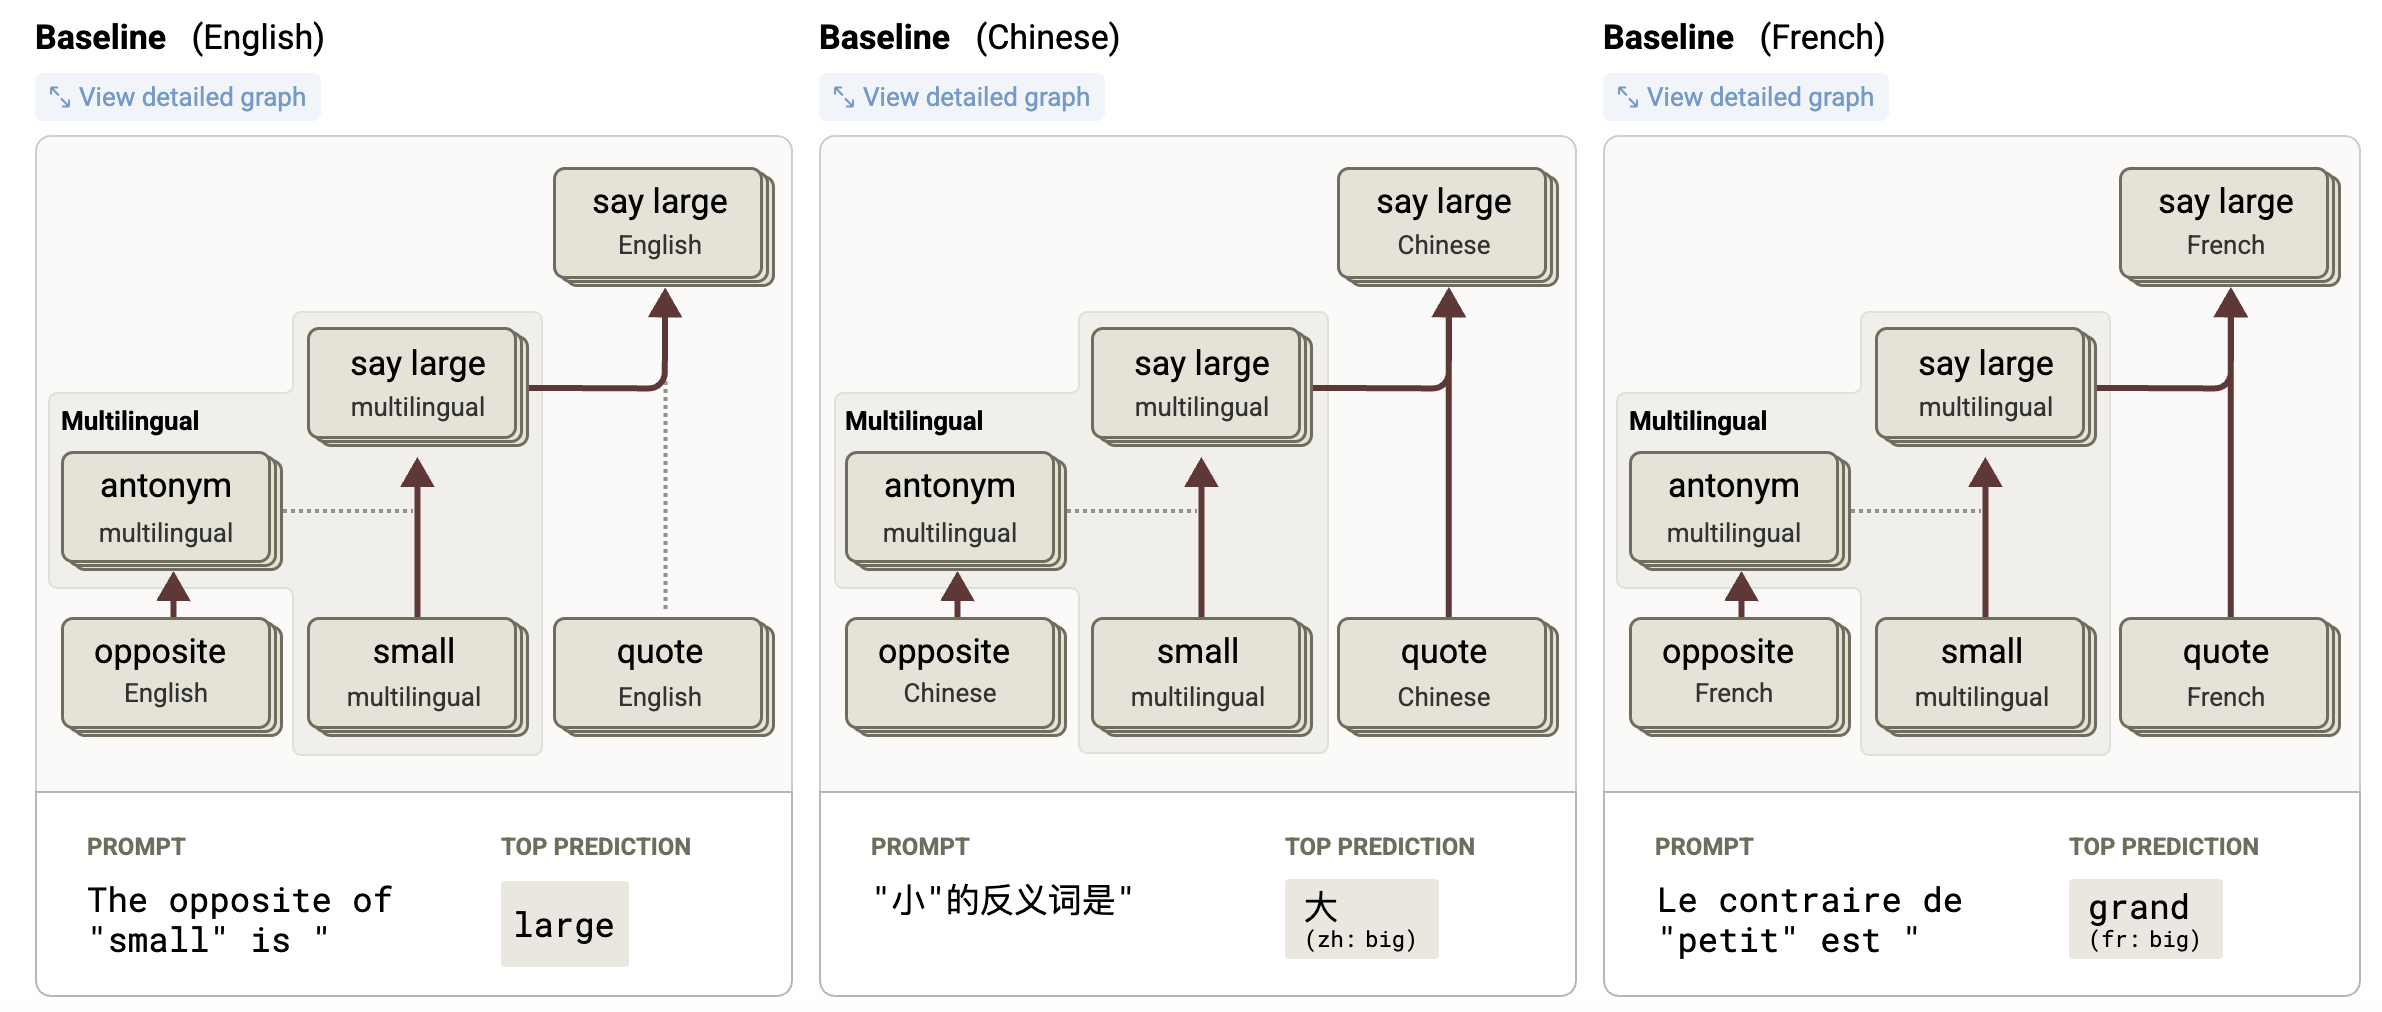 Baseline (English)
View detailed graph
say large
English
say large
multilingual
Multilingual
antonym
multilingual
opposite
English
small
multilingual
quote
English
PROMPT
The opposite of
"small" is "
TOP PREDICTION
large
Baseline (Chinese)
View detailed graph
say large
Chinese
say large
multilingual
Multilingual
antonym
multilingual
opposite
Chinese
small
multilingual
quote
Chinese
PROMPT
"小"的反义词是"
TOP PREDICTION
大
(zh: big)
Baseline (French)
View detailed graph
say large
French
say large
multilingual
Multilingual
antonym
multilingual
opposite
French
small
multilingual
quote
French
PROMPT
Le contraire de
"petit" est "
TOP PREDICTION
grand
(fr: big)